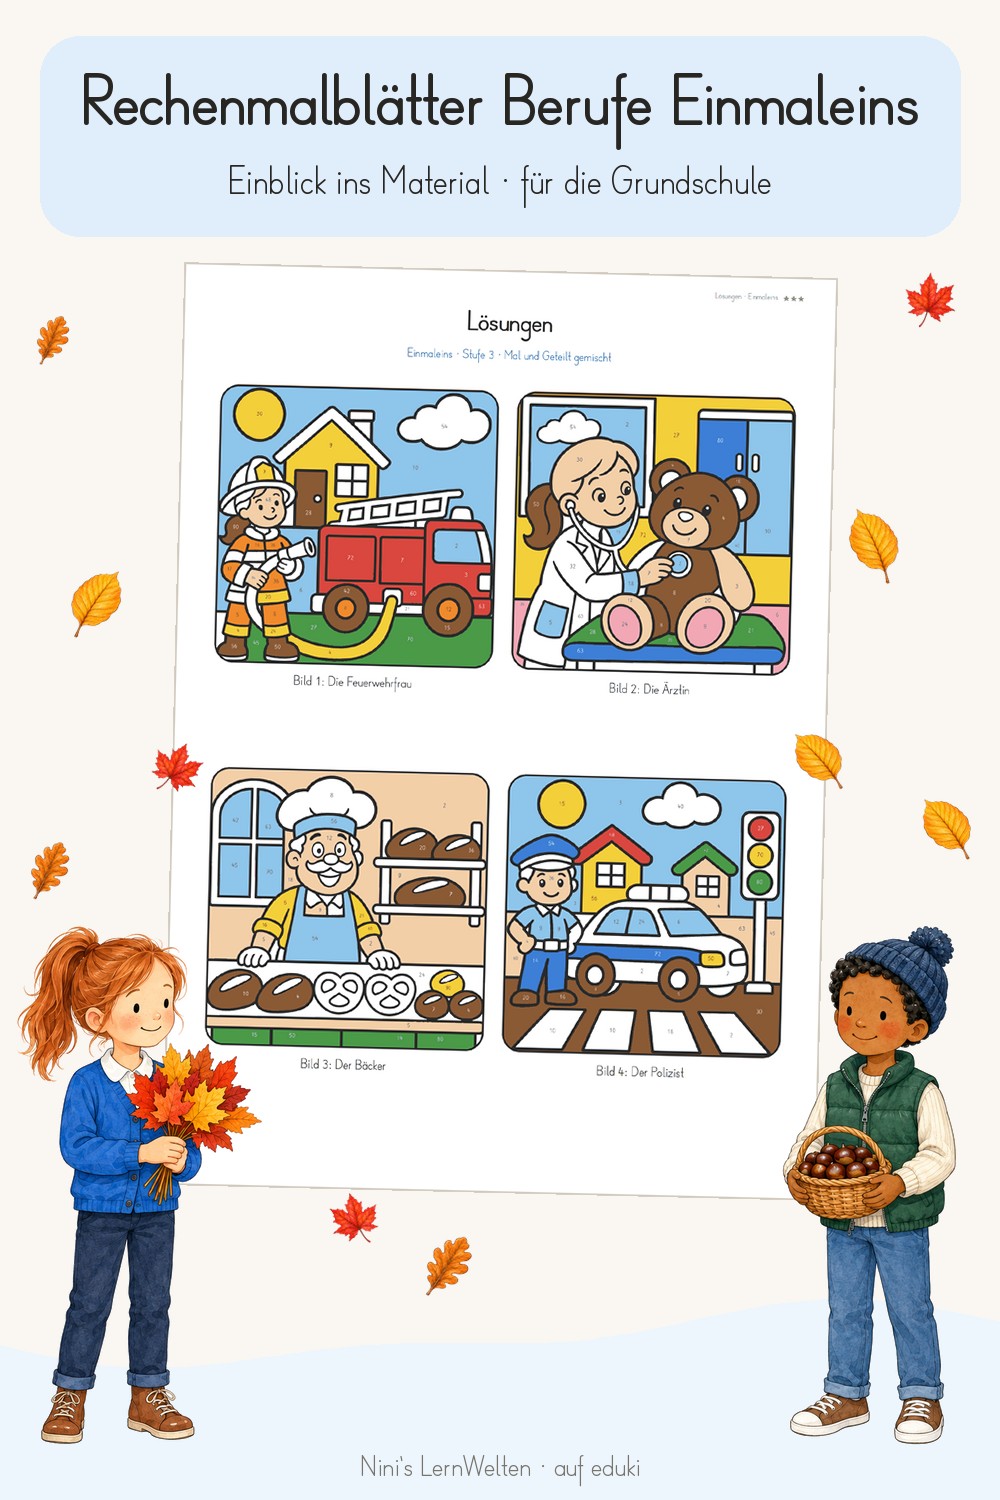 Rechenmalblätter Berufe Einmaleins
Einblick ins Material · für die Grundschule
Lösungen · Einmaleins ★★★
Lösungen
Einmaleins · Stufe 3 · Mal und Geteilt gemischt
Bild 1: Die Feuerwehrfrau
Bild 2: Die Ärztin
Bild 3: Der Bäcker
Bild 4: Der Polizist
Nini's LernWelten · auf eduki